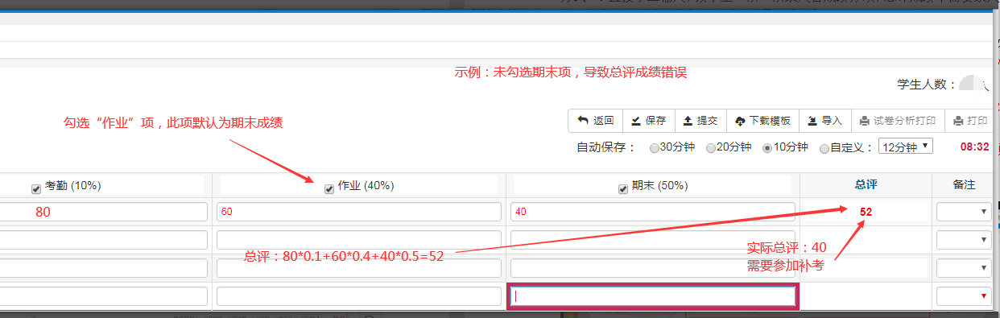 示例：未勾选期末项，导致总评成绩错误
学生人数：
勾选“作业”项，此项默认为期末成绩
返回 保存 提交 下载模板 导入 试卷分析打印 打印
自动保存： 30分钟 20分钟 10分钟 自定义： 12分钟 08:32
考勤 (10%) 作业 (40%) 期末 (50%) 总评 备注
80 60 40 52
总评：80*0.1+60*0.4+40*0.5=52
实际总评：40
需要参加补考